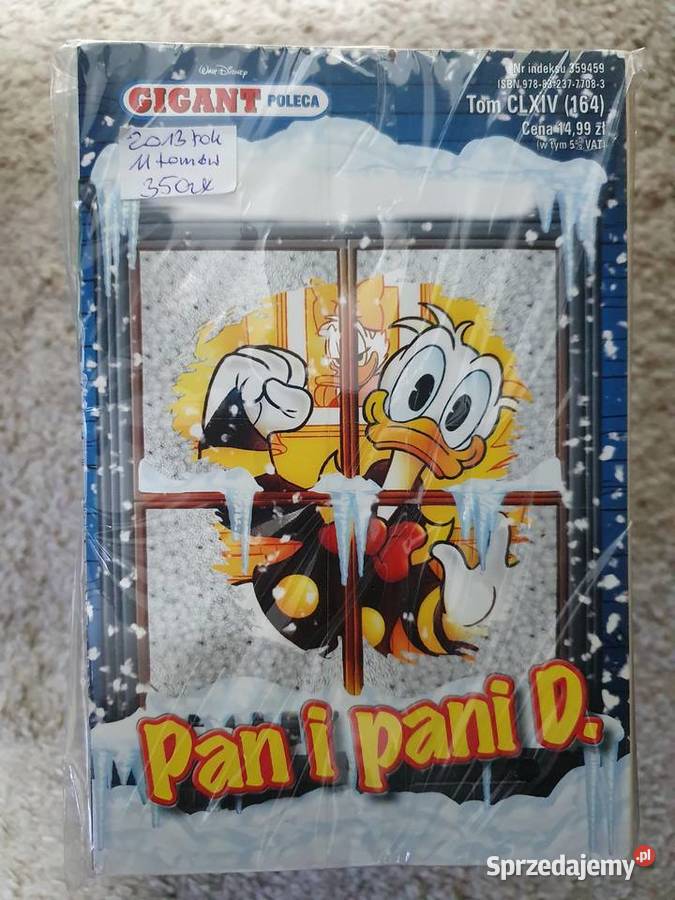 Nr indeksu 359459
WALT DISNEY
ISBN 978-83-237-7708-3
GIGANT POLECA
Tom CLXIV (164)
Cena 14,99 zł
(w tym 5% VAT)
2013 rok
11 tomów
350zł
Pan i pani D.
Sprzedajemy.pl